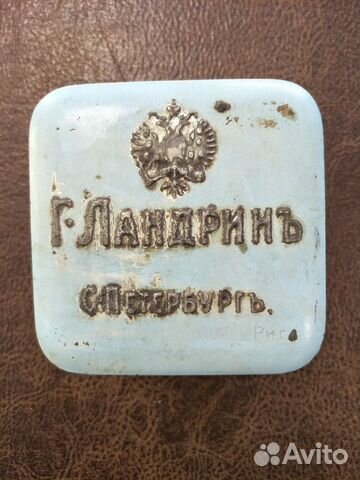 Г. Ландринъ
С. Петербургъ.
Рига
Avito